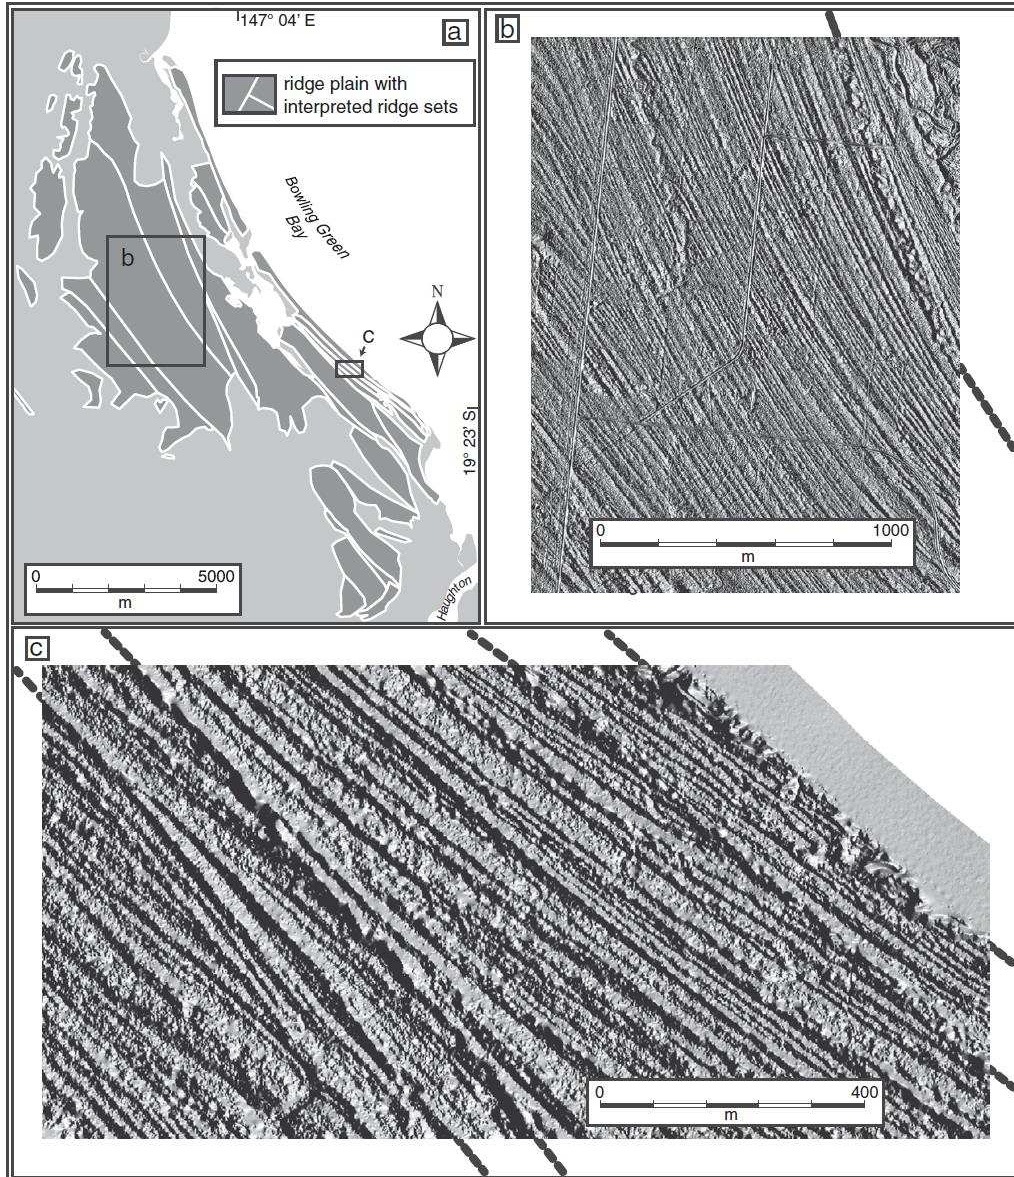 147° 04' E
a
ridge plain with
interpreted ridge sets
Bowling Green
Bay
b
N
C
19° 23' S
0 5000
m
Haughton
b
0 1000
m
c
0 400
m